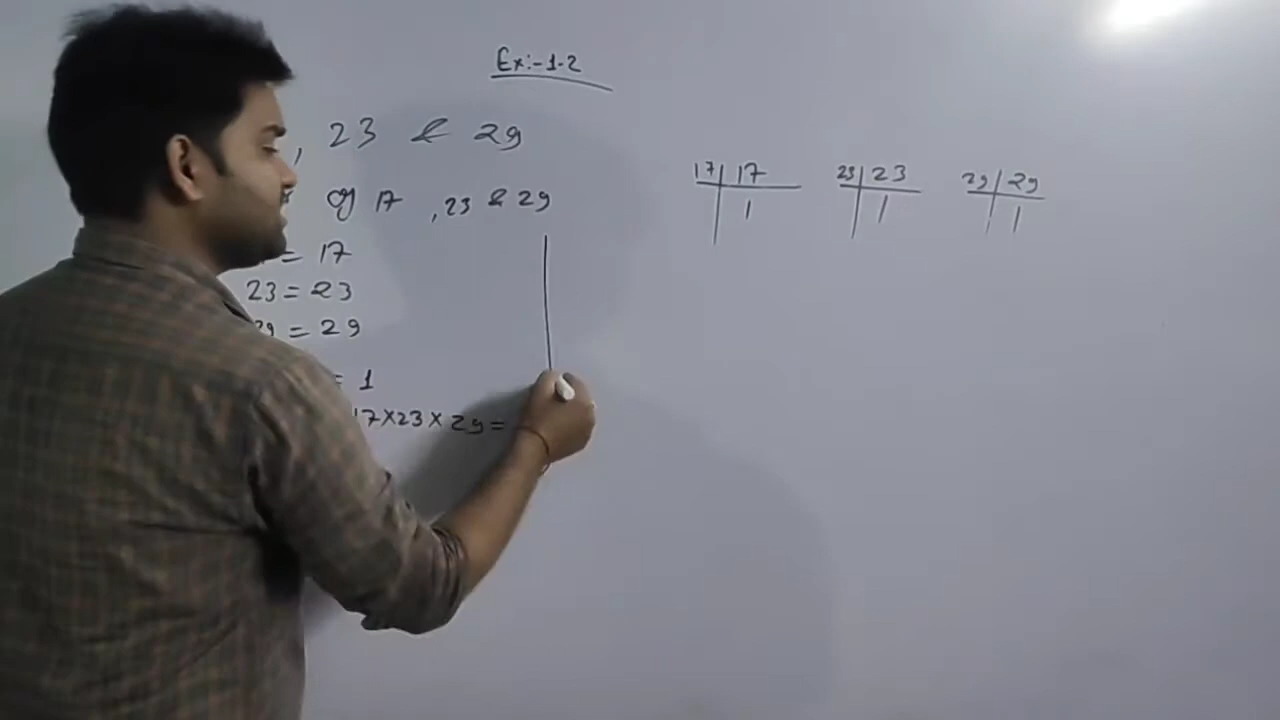 Ex:-1.2
, 23 & 29
of 17 , 23 & 29
= 17
23 = 23
29 = 29
= 1
17×23×29=
17 17
1
23 23
1
29 29
1